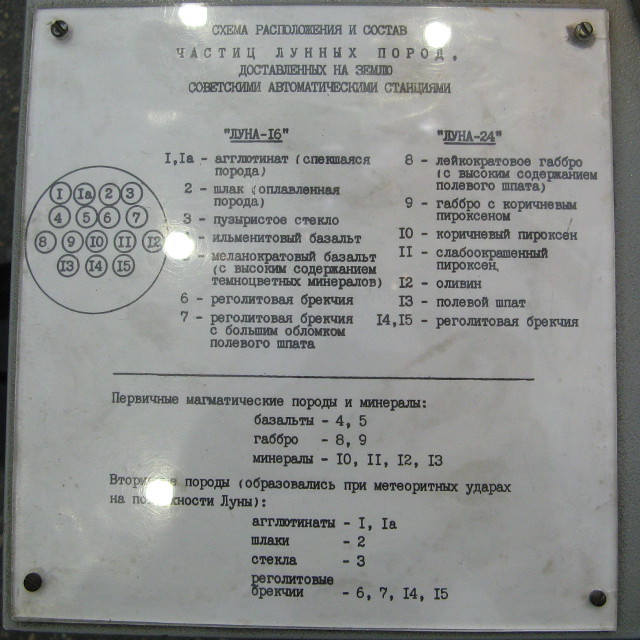 СХЕМА РАСПОЛОЖЕНИЯ И СОСТАВ
ЧАСТИЦ ЛУННЫХ ПОРОД,
ДОСТАВЛЕННЫХ НА ЗЕМЛЮ
СОВЕТСКИМИ АВТОМАТИЧЕСКИМИ СТАНЦИЯМИ
I Iа 2 3
4 5 6 7
8 9 IO II I2
I3 I4 I5
"ЛУНА-I6"
I,Iа - агглютинат (спекшаяся
порода)
2 - шлак (оплавленная
порода)
3 - пузыристое стекло
ильменитовый базальт
меланократовый базальт
(с высоким содержанием
темноцветных минералов)
6 - реголитовая брекчия
7 - реголитовая брекчия
с большим обломком
полевого шпата
"ЛУНА-24"
8 - лейкократовое габбро
(с высоким содержанием
полевого шпата)
9 - габбро с коричневым
пироксеном
IO - коричневый пироксен
II - слабоокрашенный
пироксен,
I2 - оливин
I3 - полевой шпат
I4,I5 - реголитовая брекчия
Первичные магматические породы и минералы:
базальты - 4, 5
габбро - 8, 9
минералы - IO, II, I2, I3
породы (образовались при метеоритных ударах
на Луны):
агглютинаты - I, Iа
шлаки - 2
стекла - 3
реголитовые
брекчии - 6, 7, I4, I5